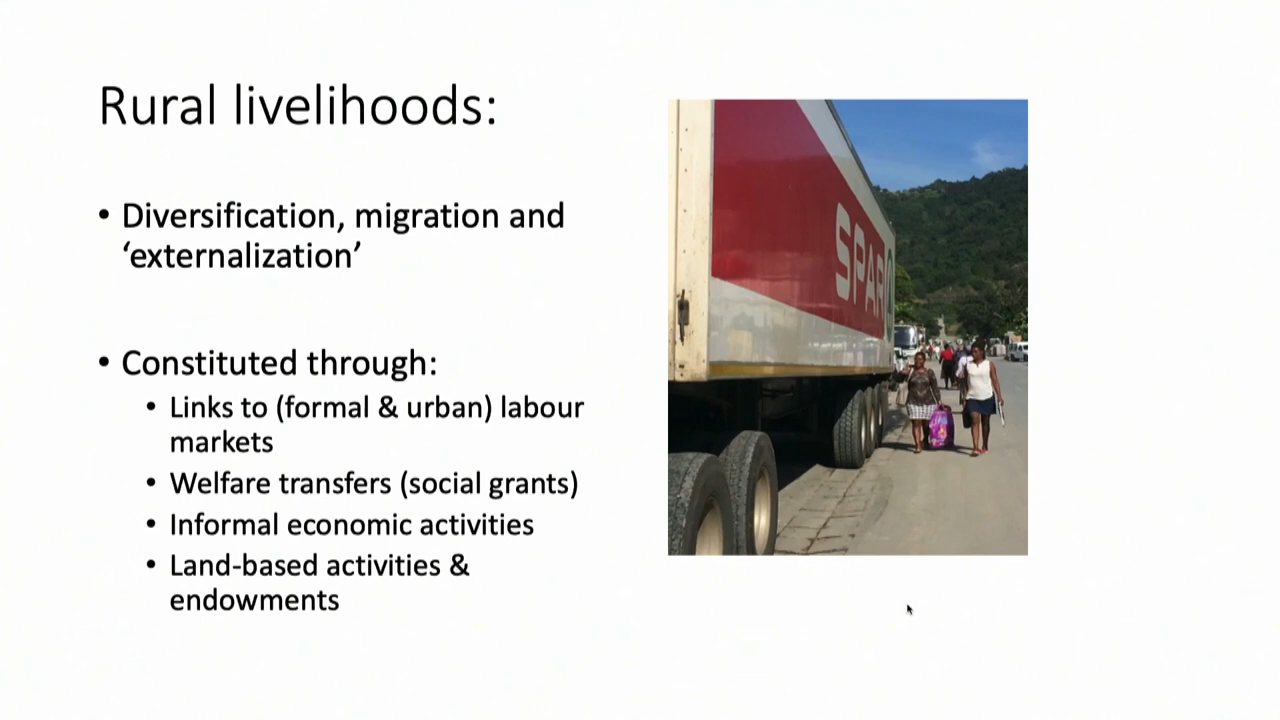 Rural livelihoods:
• Diversification, migration and
‘externalization’
• Constituted through:
• Links to (formal & urban) labour
markets
• Welfare transfers (social grants)
• Informal economic activities
• Land-based activities &
endowments
SPAR